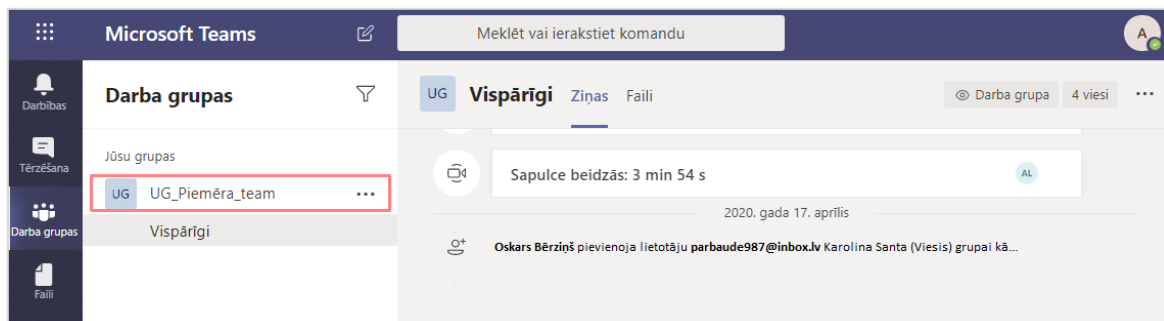 Microsoft Teams
Meklēt vai ierakstiet komandu
A
Darbības
Tērzēšana
Darba grupas
Faili
Darba grupas
Jūsu grupas
UG UG_Piemēra_team ...
Vispārīgi
UG Vispārīgi Ziņas Faili
Darba grupa 4 viesi ...
Sapulce beidzās: 3 min 54 s AL
2020. gada 17. aprīlis
Oskars Bērziņš pievienoja lietotāju parbaude987@inbox.lv Karolina Santa (Viesis) grupai kā...